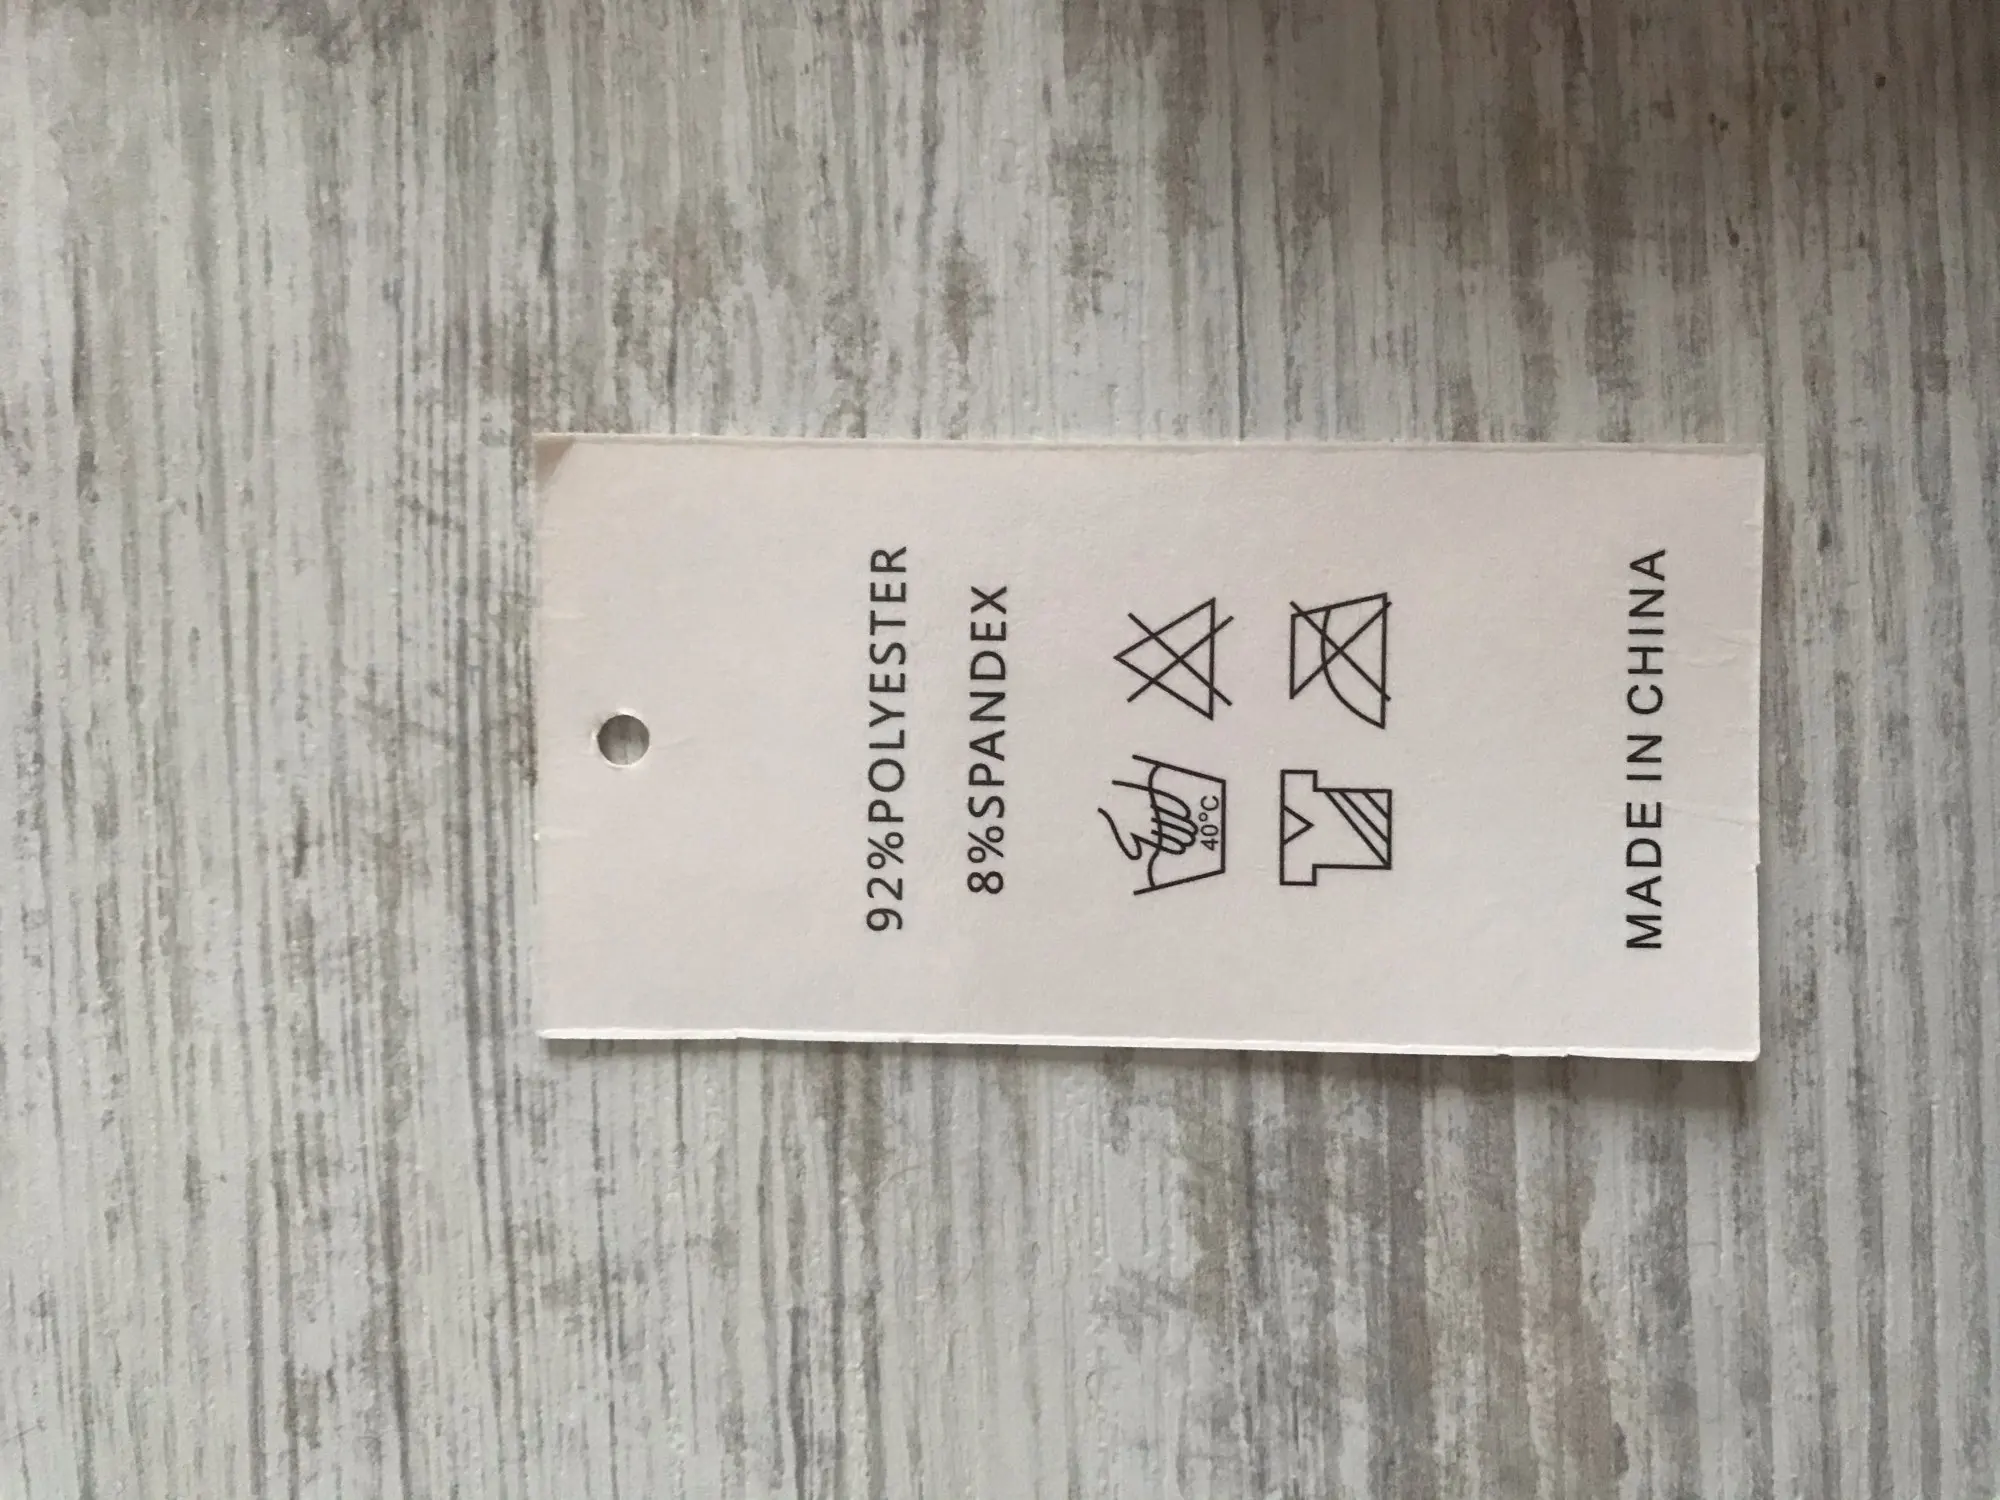 92%POLYESTER
8%SPANDEX
40°C
MADE IN CHINA